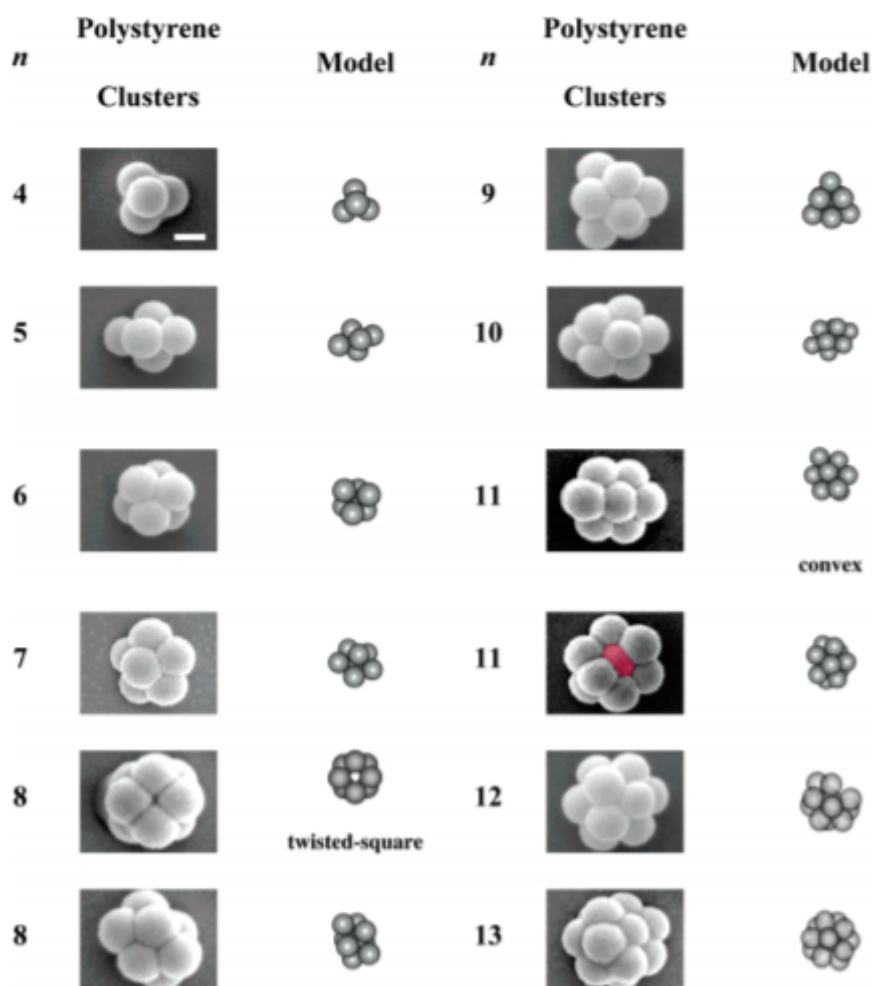 Polystyrene Polystyrene
n Model n Model
Clusters Clusters
4 9
5 10
6 11
convex
7 11
8 12
twisted-square
8 13